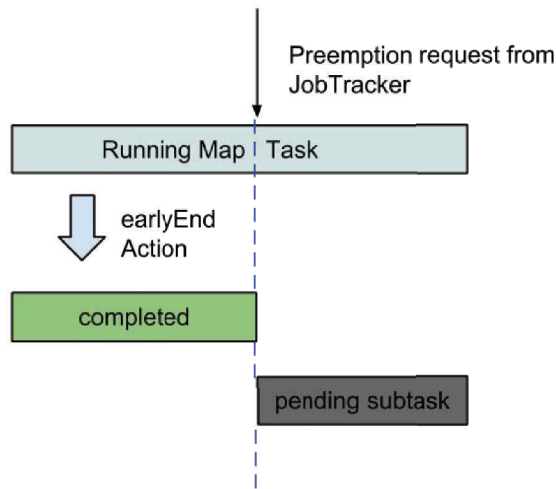 Preemption request from
JobTracker
Running Map Task
earlyEnd
Action
completed
pending subtask